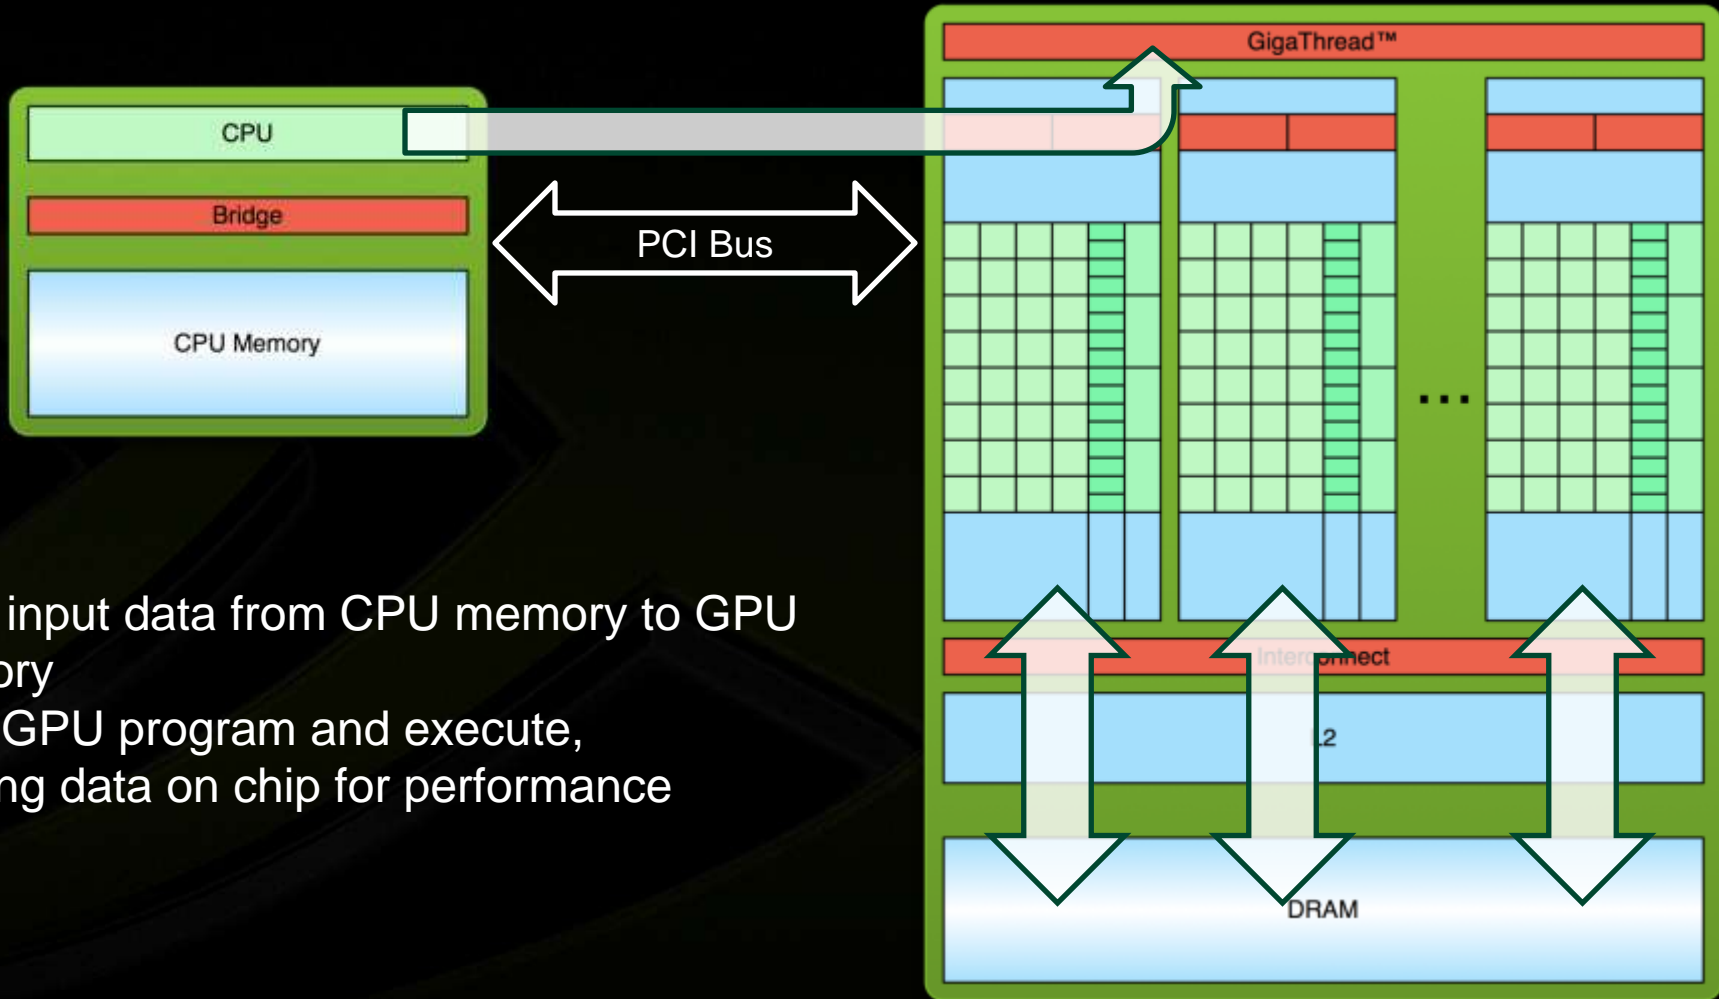 GigaThread™
CPU
Bridge
PCI Bus
CPU Memory
...
input data from CPU memory to GPU
ory
GPU program and execute,
ng data on chip for performance
Interconnect
L2
DRAM